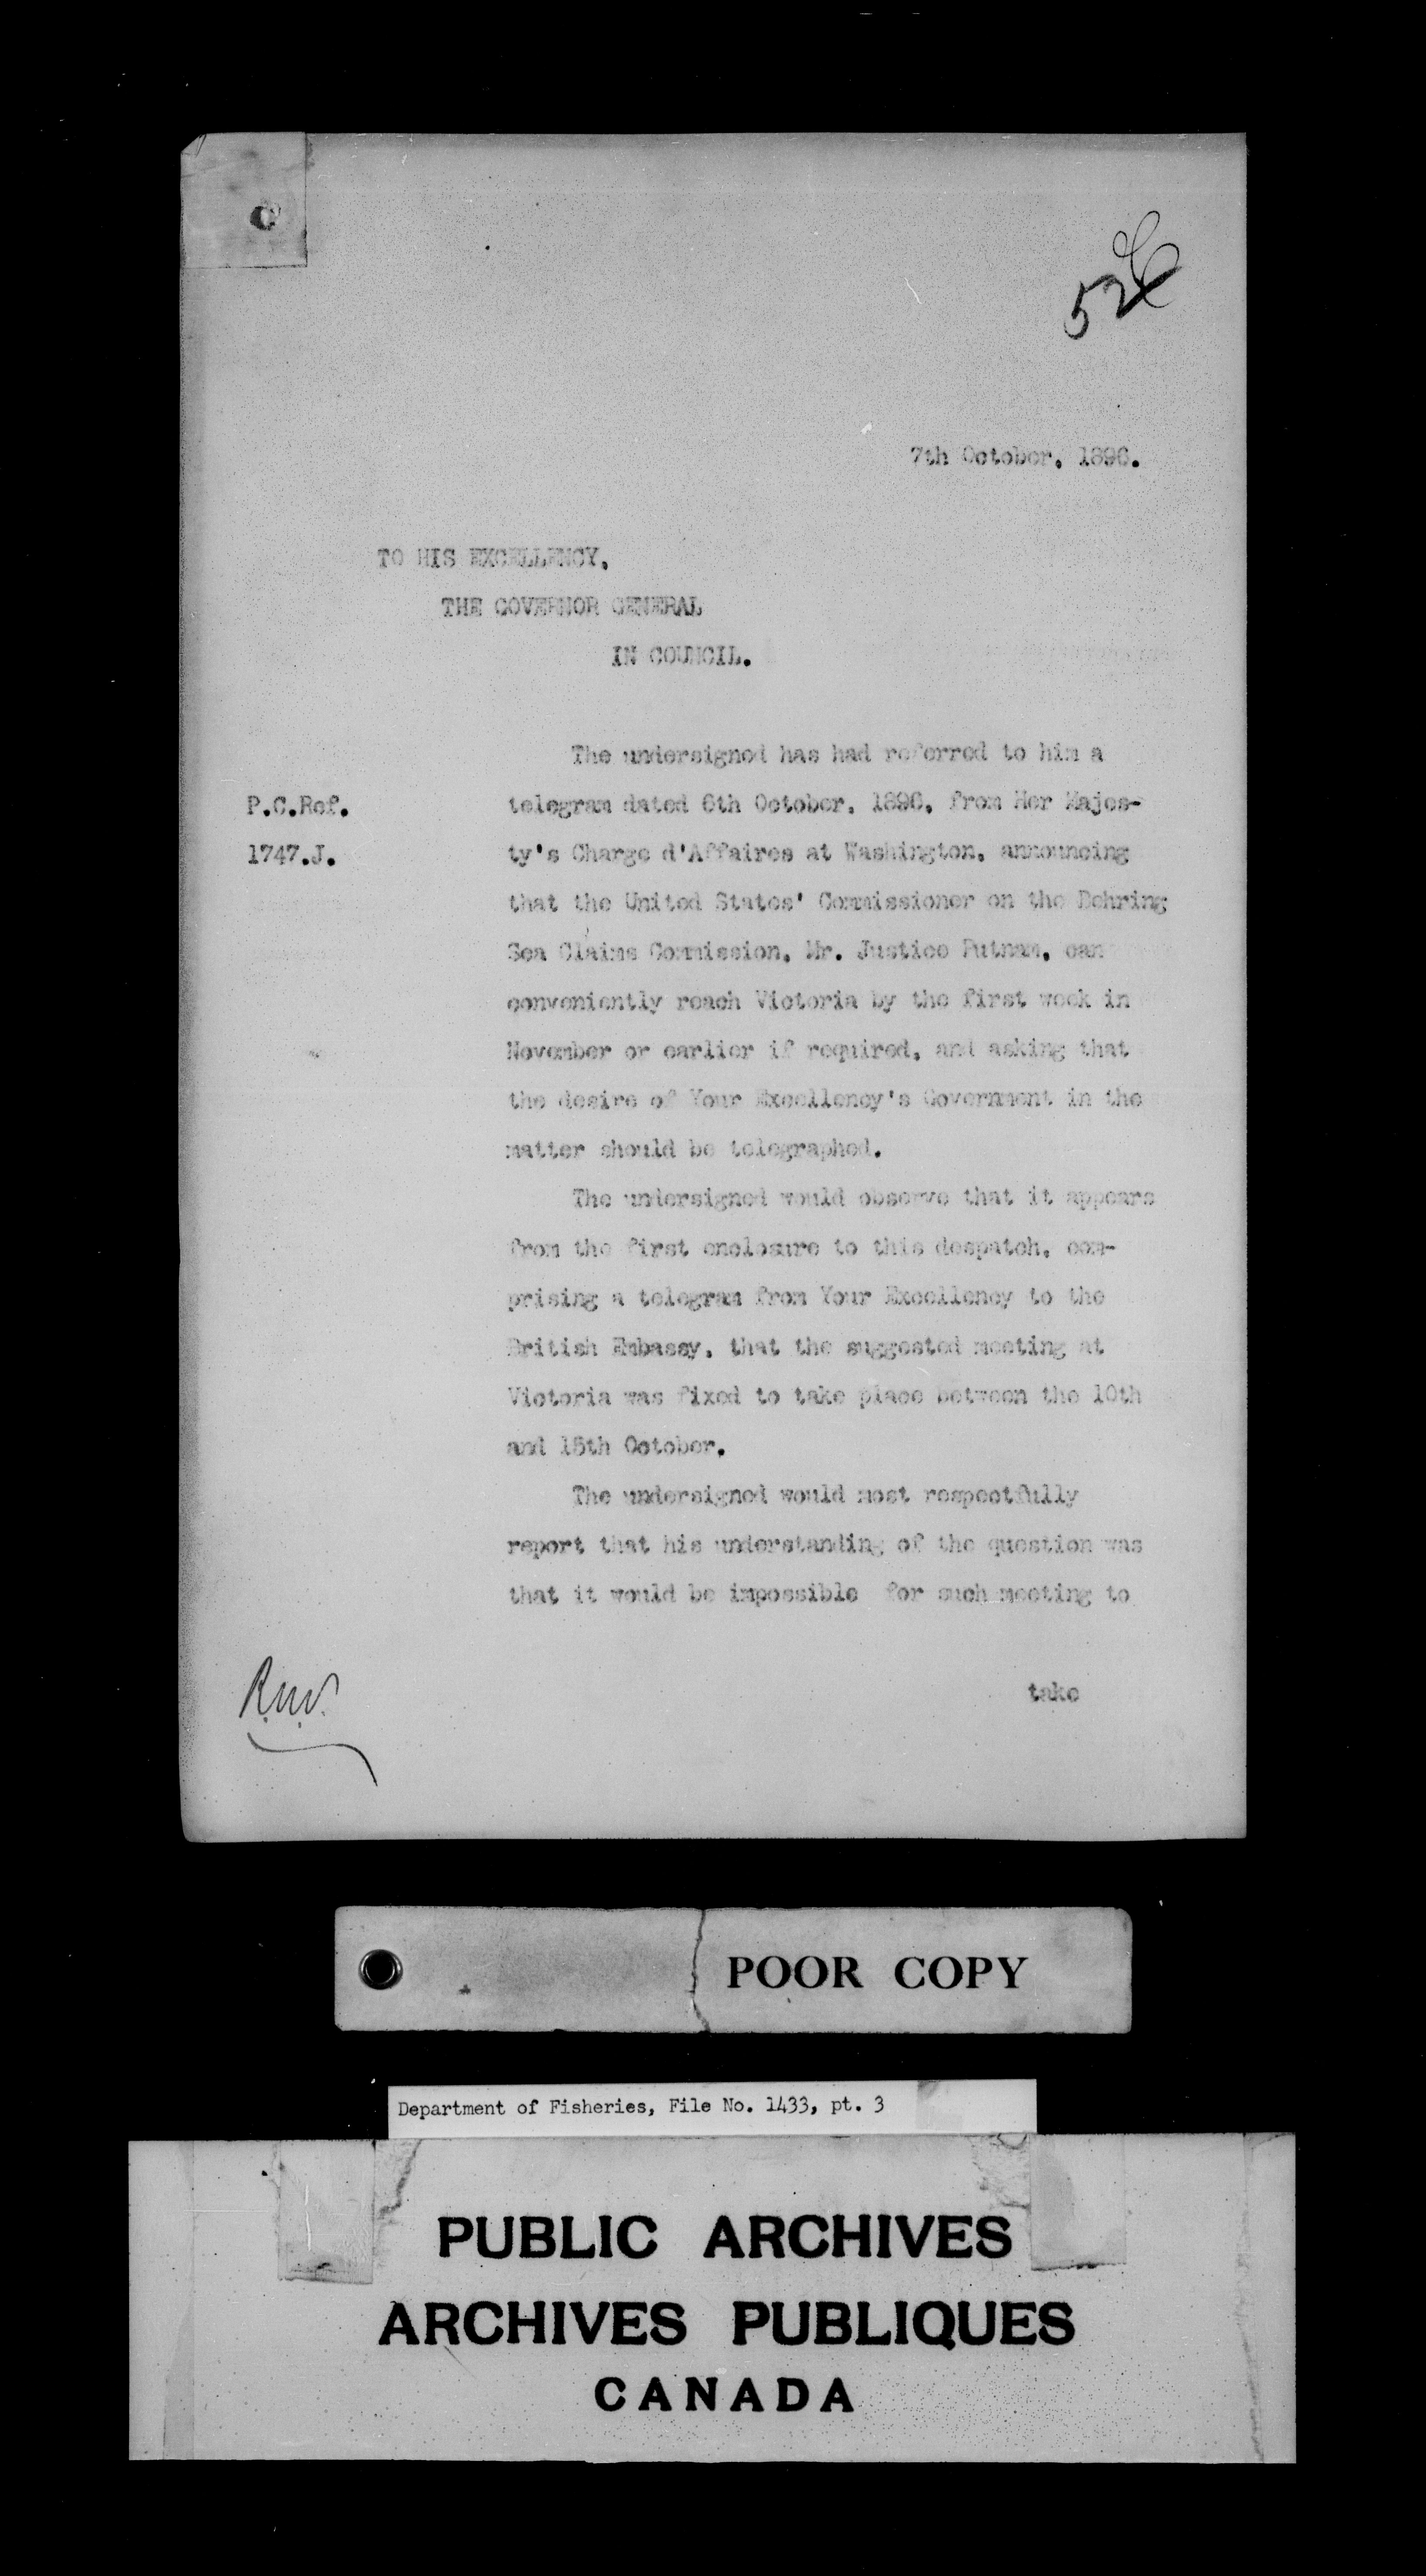 52
7th October, 1896.
TO HIS EXCELLENCY,
THE GOVERNOR GENERAL
IN COUNCIL.
The undersigned has had referred to him a
P.C.Ref.
telegram dated 6th October, 1896, from Her Majes-
1747.J.
ty's Charge d'Affaires at Washington, announcing
that the United States' Commissioner on the Behring
Sea Claims Commission, Mr. Justice Putnam, can
conveniently reach Victoria by the first week in
November or earlier if required, and asking that
the desire of Your Excellency's Government in the
matter should be telegraphed.
The undersigned would observe that it appears
from the first enclosure to this despatch, com-
prising a telegram from Your Excellency to the
British Embassy, that the suggested meeting at
Victoria was fixed to take place between the 10th
and 15th October.
The undersigned would most respectfully
report that his understanding of the question was
that it would be impossible for such meeting to
take
POOR COPY
Department of Fisheries, File No. 1433, pt. 3
PUBLIC ARCHIVES
ARCHIVES PUBLIQUES
CANADA